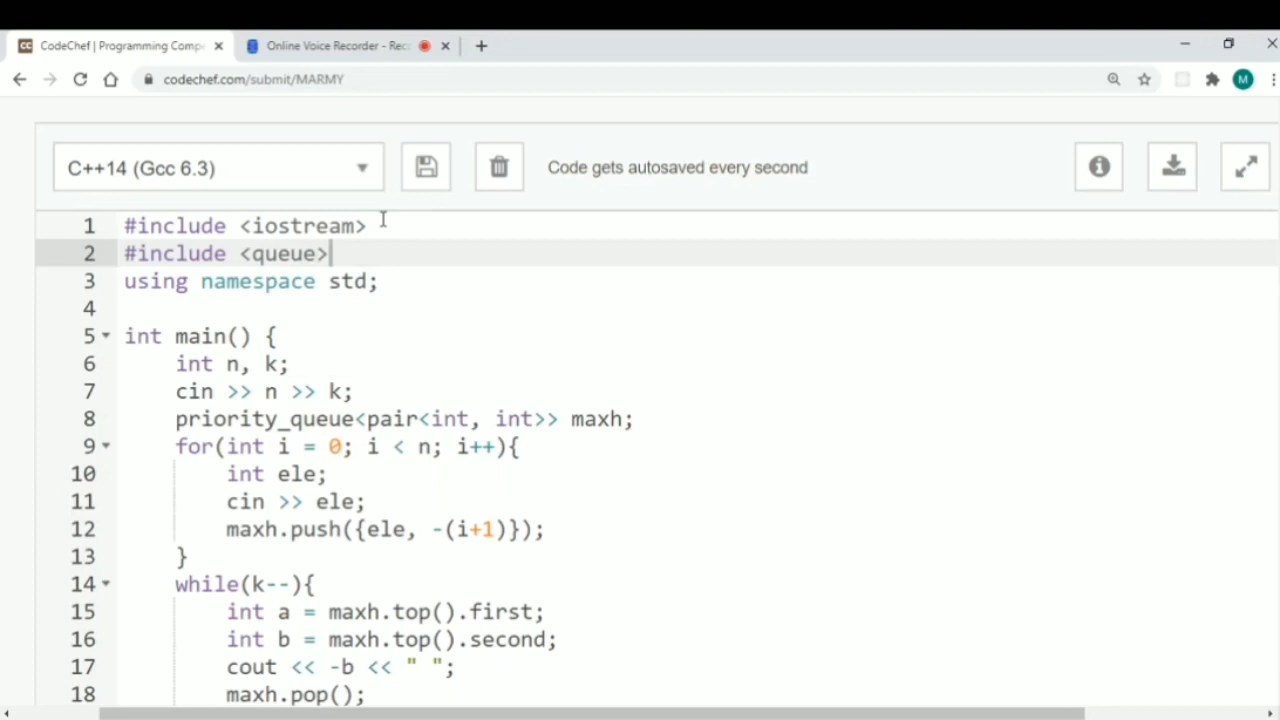 CodeChef | Programming Compe
Online Voice Recorder - Rec
codechef.com/submit/MARMY
M
C++14 (Gcc 6.3)
Code gets autosaved every second
1 #include <iostream>
2 #include <queue>
3 using namespace std;
4
5 int main() {
6 int n, k;
7 cin >> n >> k;
8 priority_queue<pair<int, int>> maxh;
9 for(int i = 0; i < n; i++){
10 int ele;
11 cin >> ele;
12 maxh.push({ele, -(i+1)});
13 }
14 while(k--){
15 int a = maxh.top().first;
16 int b = maxh.top().second;
17 cout << -b << " ";
18 maxh.pop();